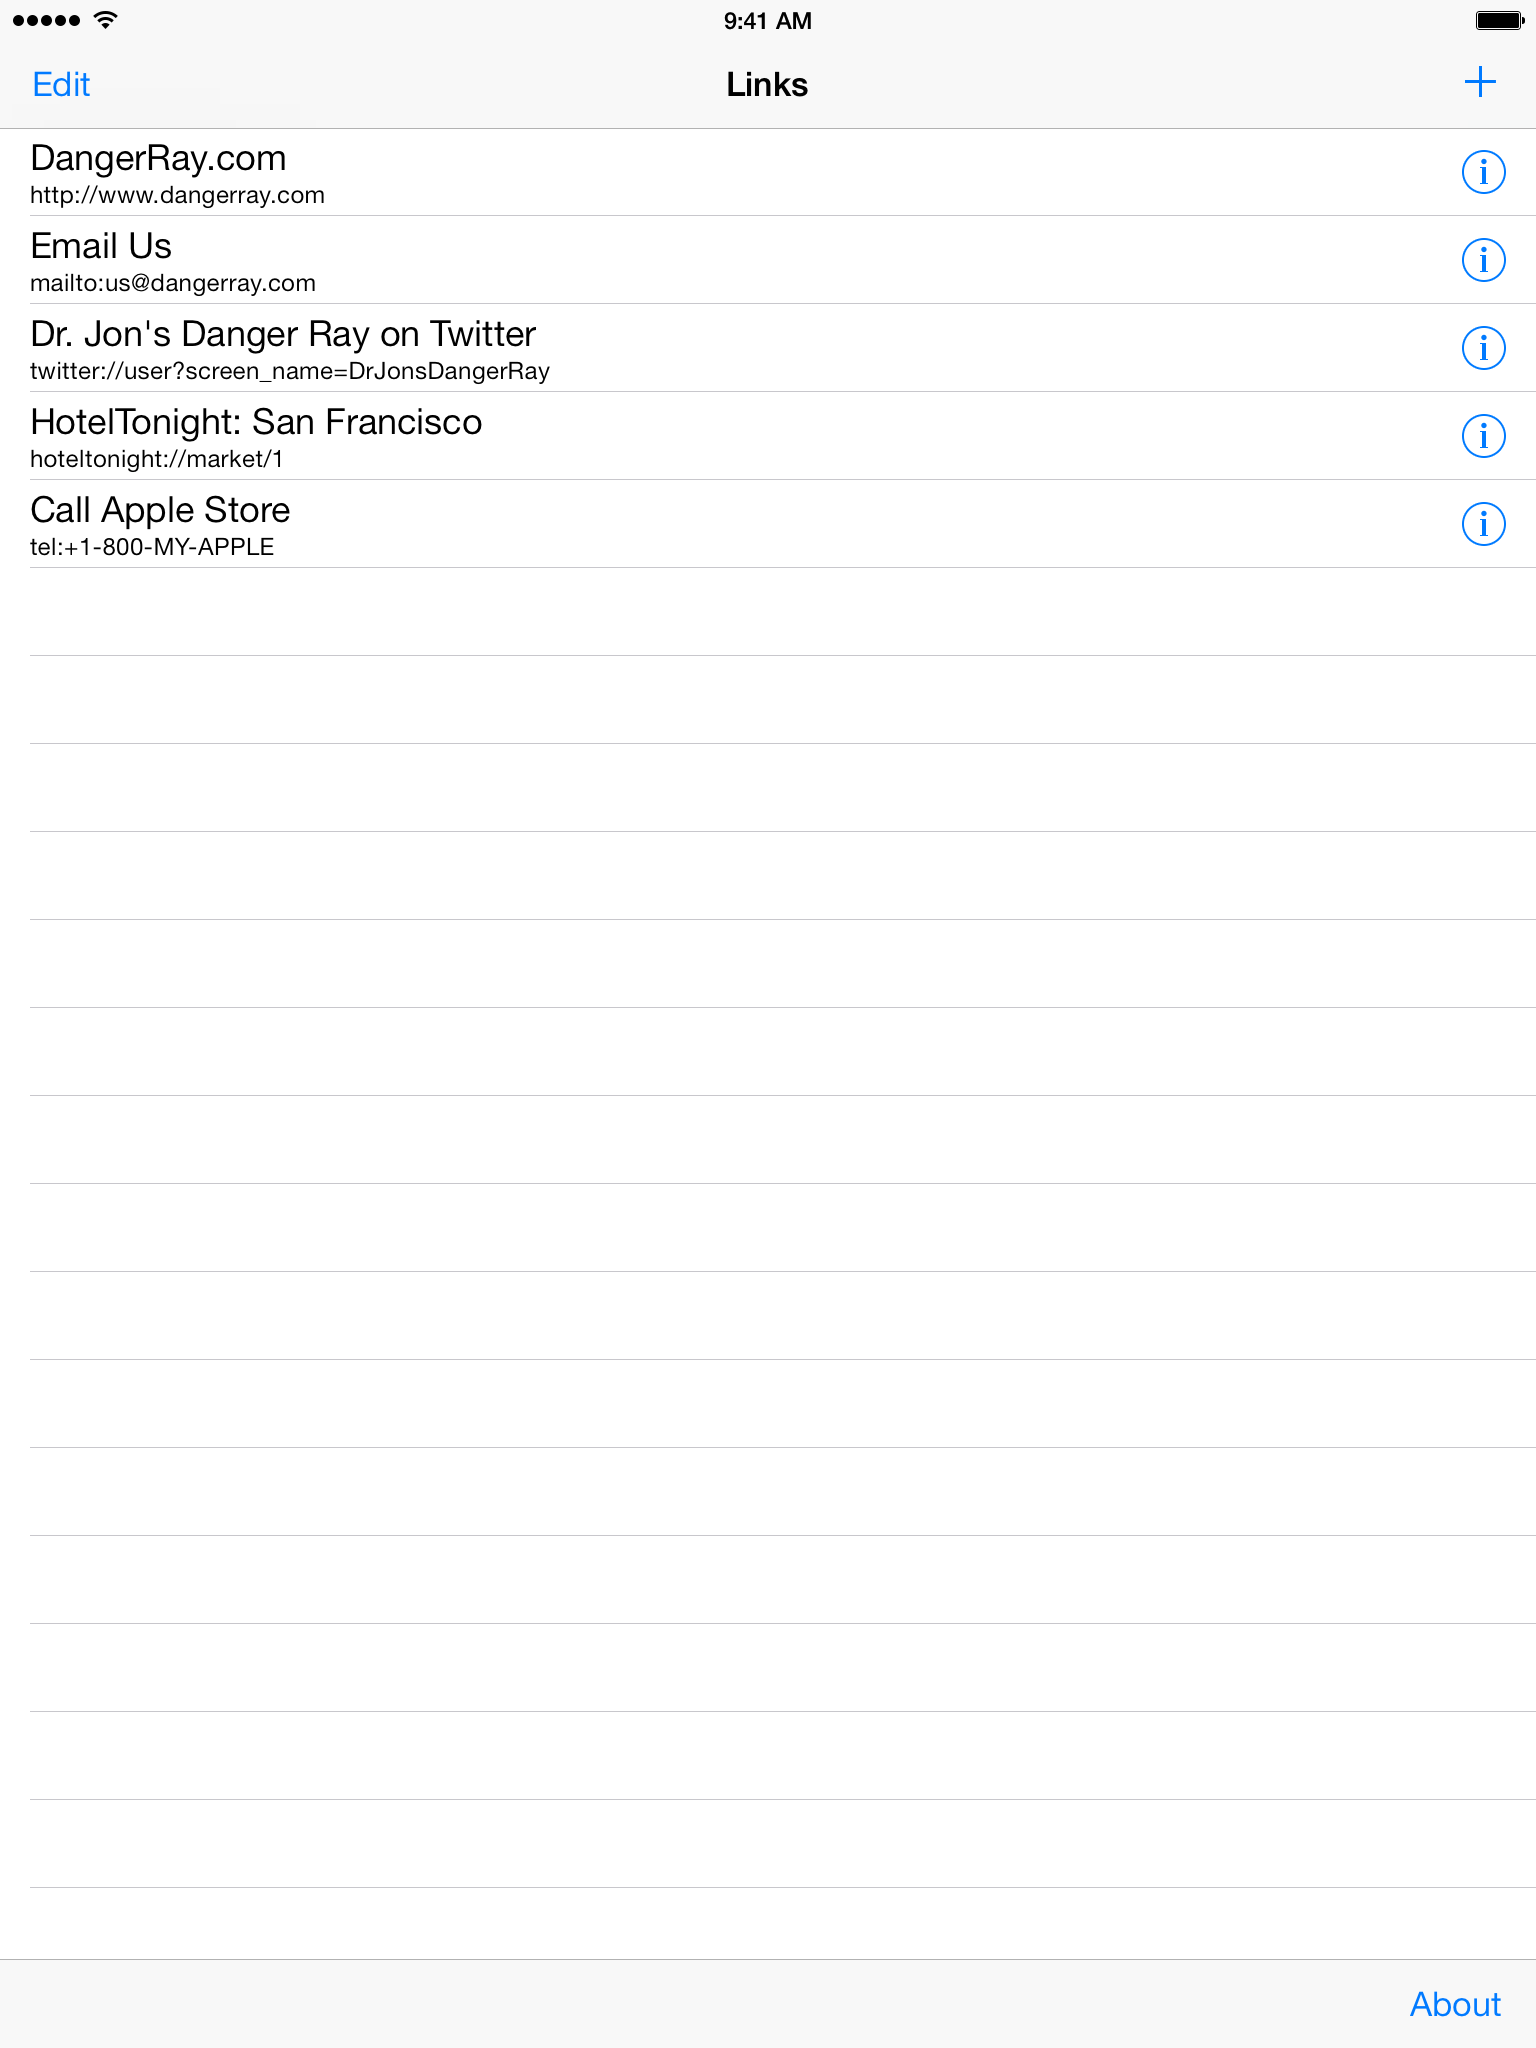 9:41 AM
Edit
Links
DangerRay.com
http://www.dangerray.com
Email Us
mailto:us@dangerray.com
Dr. Jon's Danger Ray on Twitter
twitter://user?screen_name=DrJonsDangerRay
HotelTonight: San Francisco
hoteltonight://market/1
Call Apple Store
tel:+1-800-MY-APPLE
About